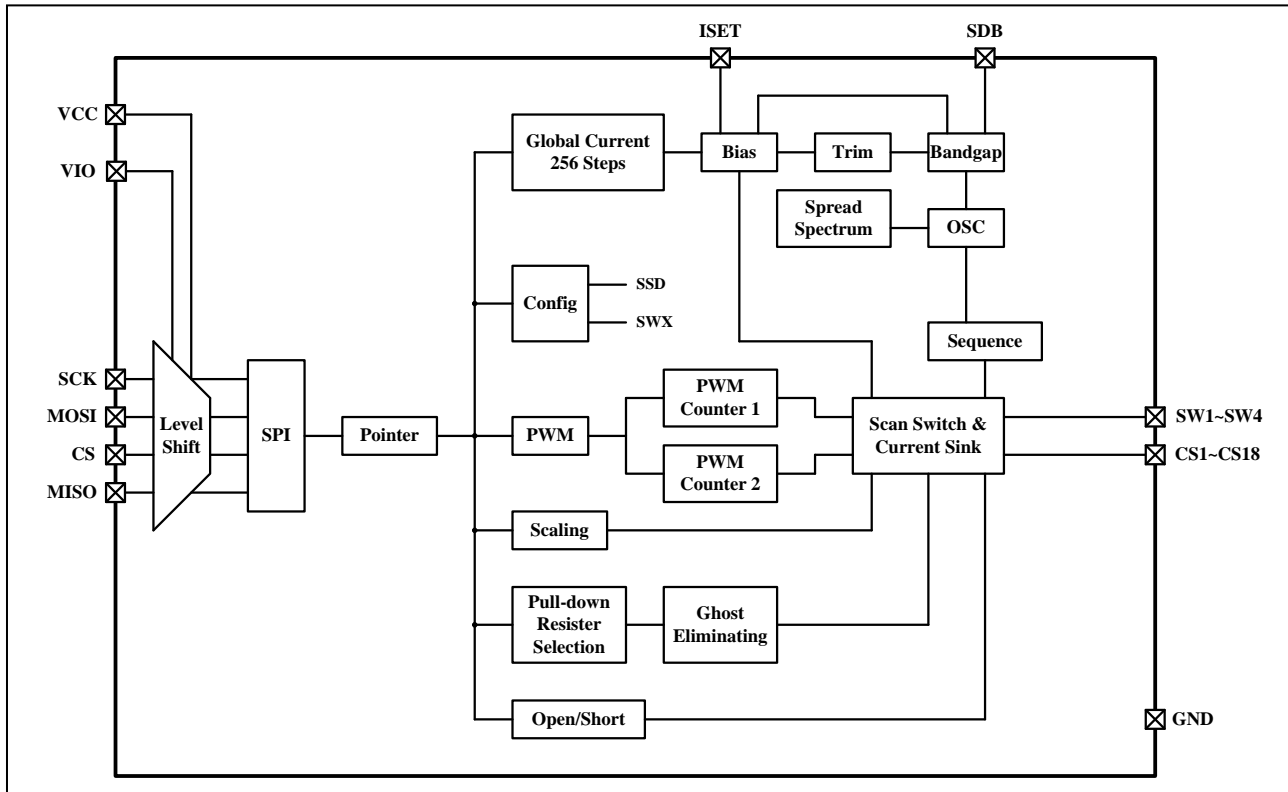 ISET
SDB
VCC
VIO
Global Current
256 Steps
Bias
Trim
Bandgap
Spread
Spectrum
OSC
Config
SSD
SWX
Sequence
SCK
MOSI
CS
MISO
Level
Shift
SPI
Pointer
PWM
PWM
Counter 1
PWM
Counter 2
Scan Switch &
Current Sink
SW1~SW4
CS1~CS18
Scaling
Pull-down
Resister
Selection
Ghost
Eliminating
Open/Short
GND